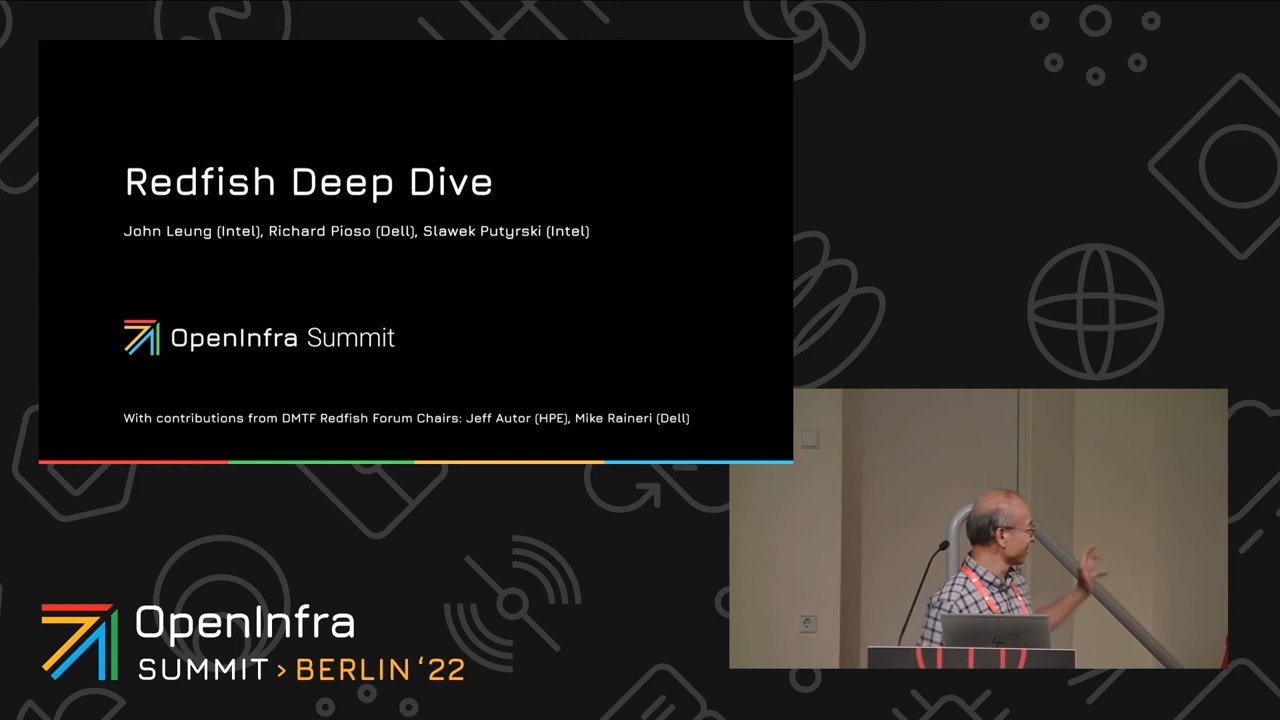 Redfish Deep Dive
John Leung (Intel), Richard Pioso (Dell), Slawek Putyrski (Intel)
OpenInfra Summit
With contributions from DMTF Redfish Forum Chairs: Jeff Autor (HPE), Mike Raineri (Dell)
OpenInfra
SUMMIT > BERLIN ‘22